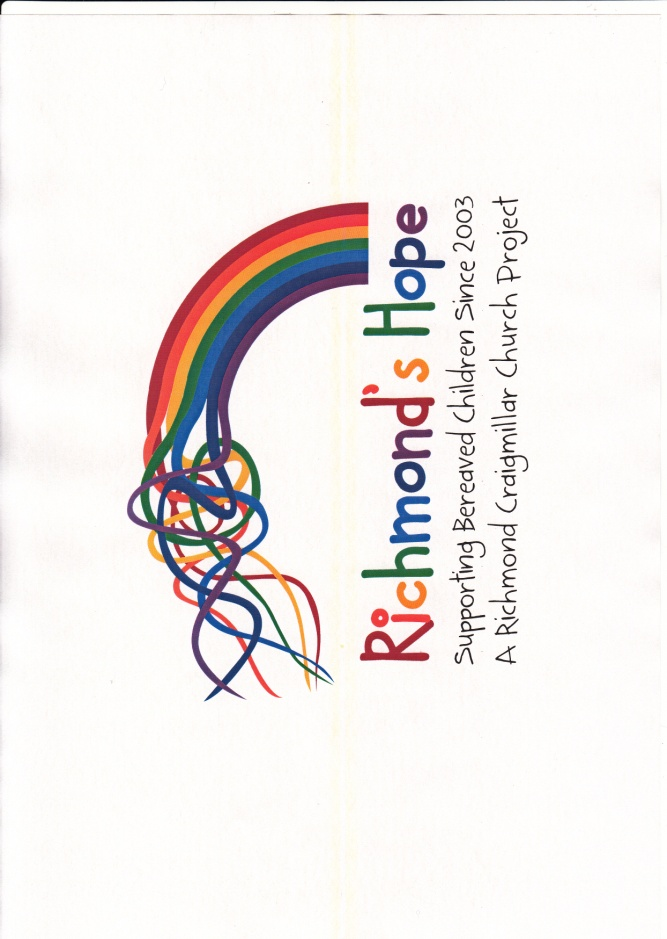 Richmond's Hope
Supporting Bereaved Children Since 2003
A Richmond Craigmillar Church Project